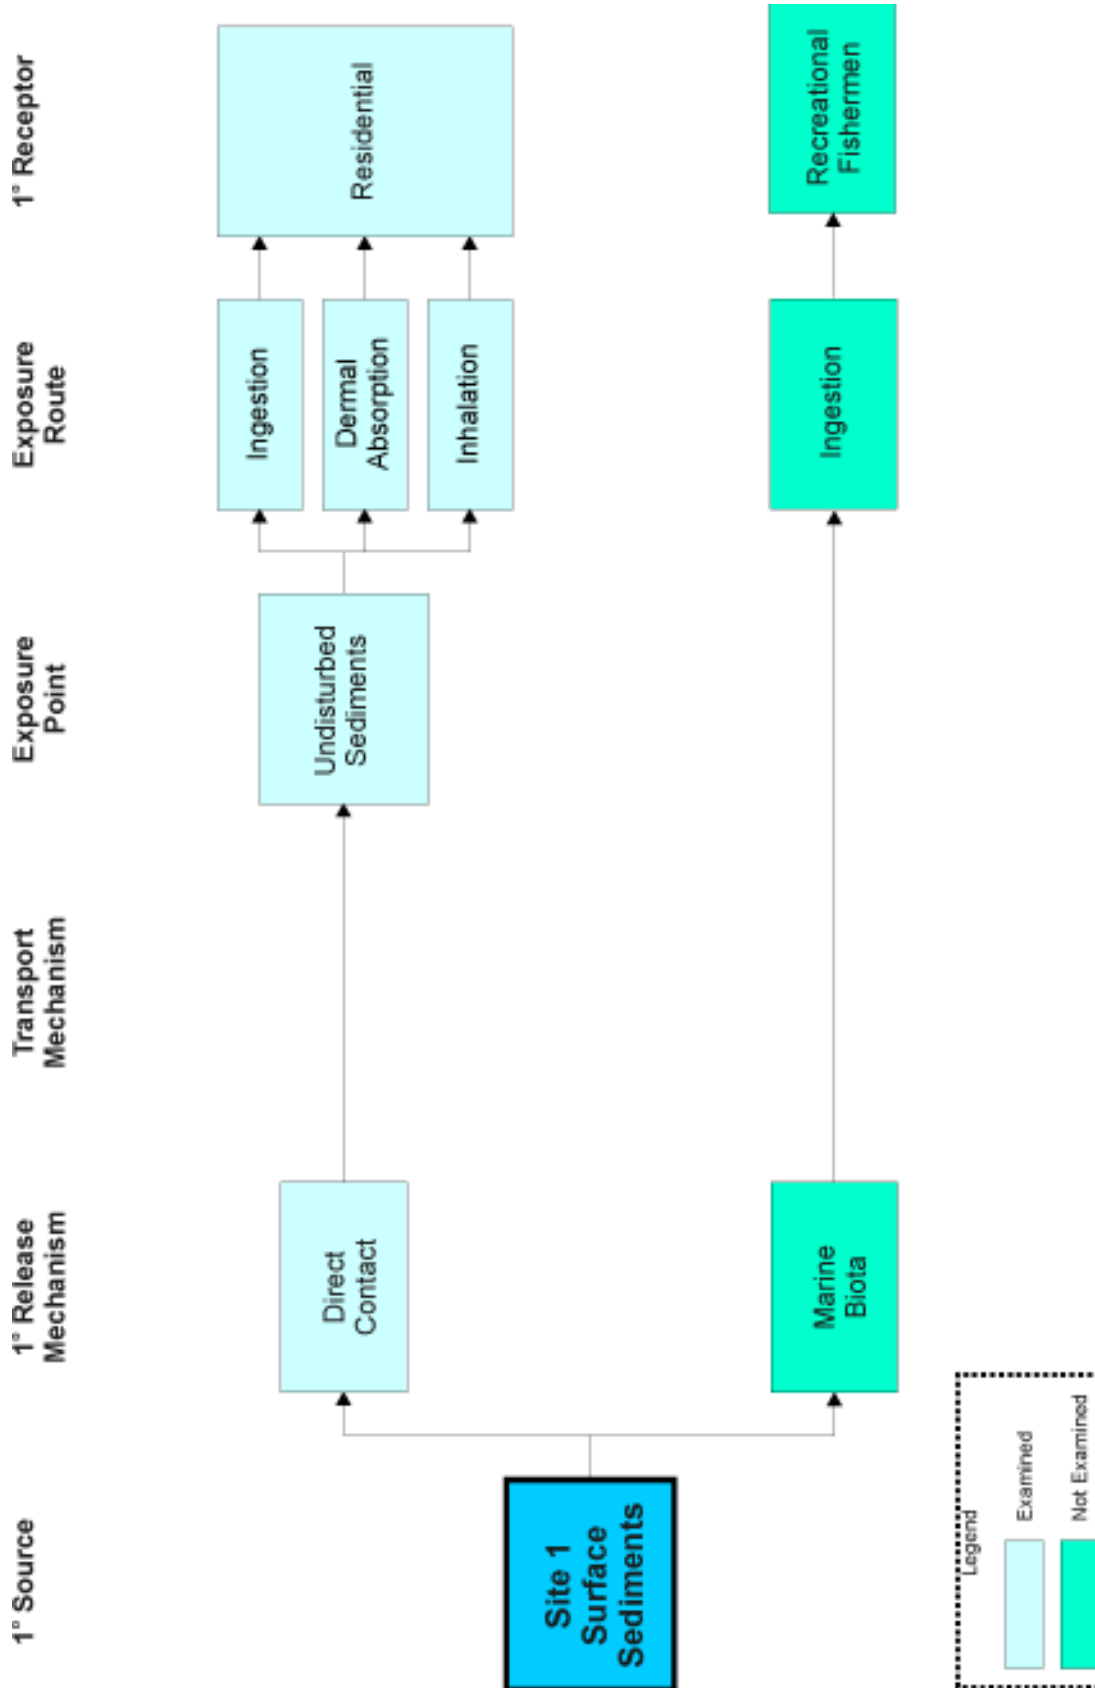 1° Source
1° Release
Mechanism
Transport
Mechanism
Exposure
Point
Exposure
Route
1° Receptor
Site 1
Surface
Sediments
Direct
Contact
Undisturbed
Sediments
Ingestion
Dermal
Absorption
Inhalation
Residential
Marine
Biota
Ingestion
Recreational
Fishermen
Legend
Examined
Not Examined